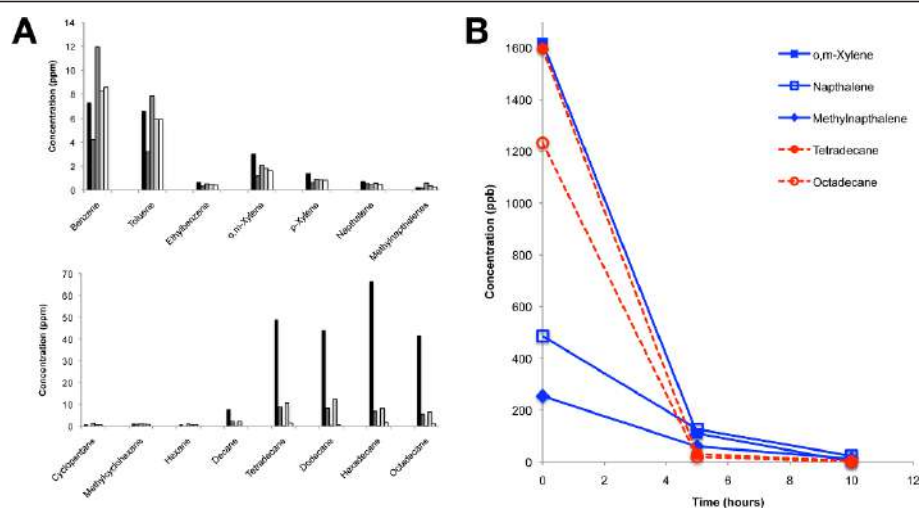 A
Concentration (ppm)
14
12
10
8
6
4
2
0
Benzene
Toluene
Ethylbenzene
o,m-Xylene
p-Xylene
Napthalene
Methylnapthalenes
Concentration (ppm)
70
60
50
40
30
20
10
0
Cyclopentane
Methylcyclohexane
Hexane
Decane
Tetradecane
Dodecane
Hexadecane
Octadecane
B
Concentration (ppb)
1600
1400
1200
1000
800
600
400
200
0
0 2 4 6 8 10 12
Time (hours)
o,m-Xylene
Napthalene
Methylnapthalene
Tetradecane
Octadecane